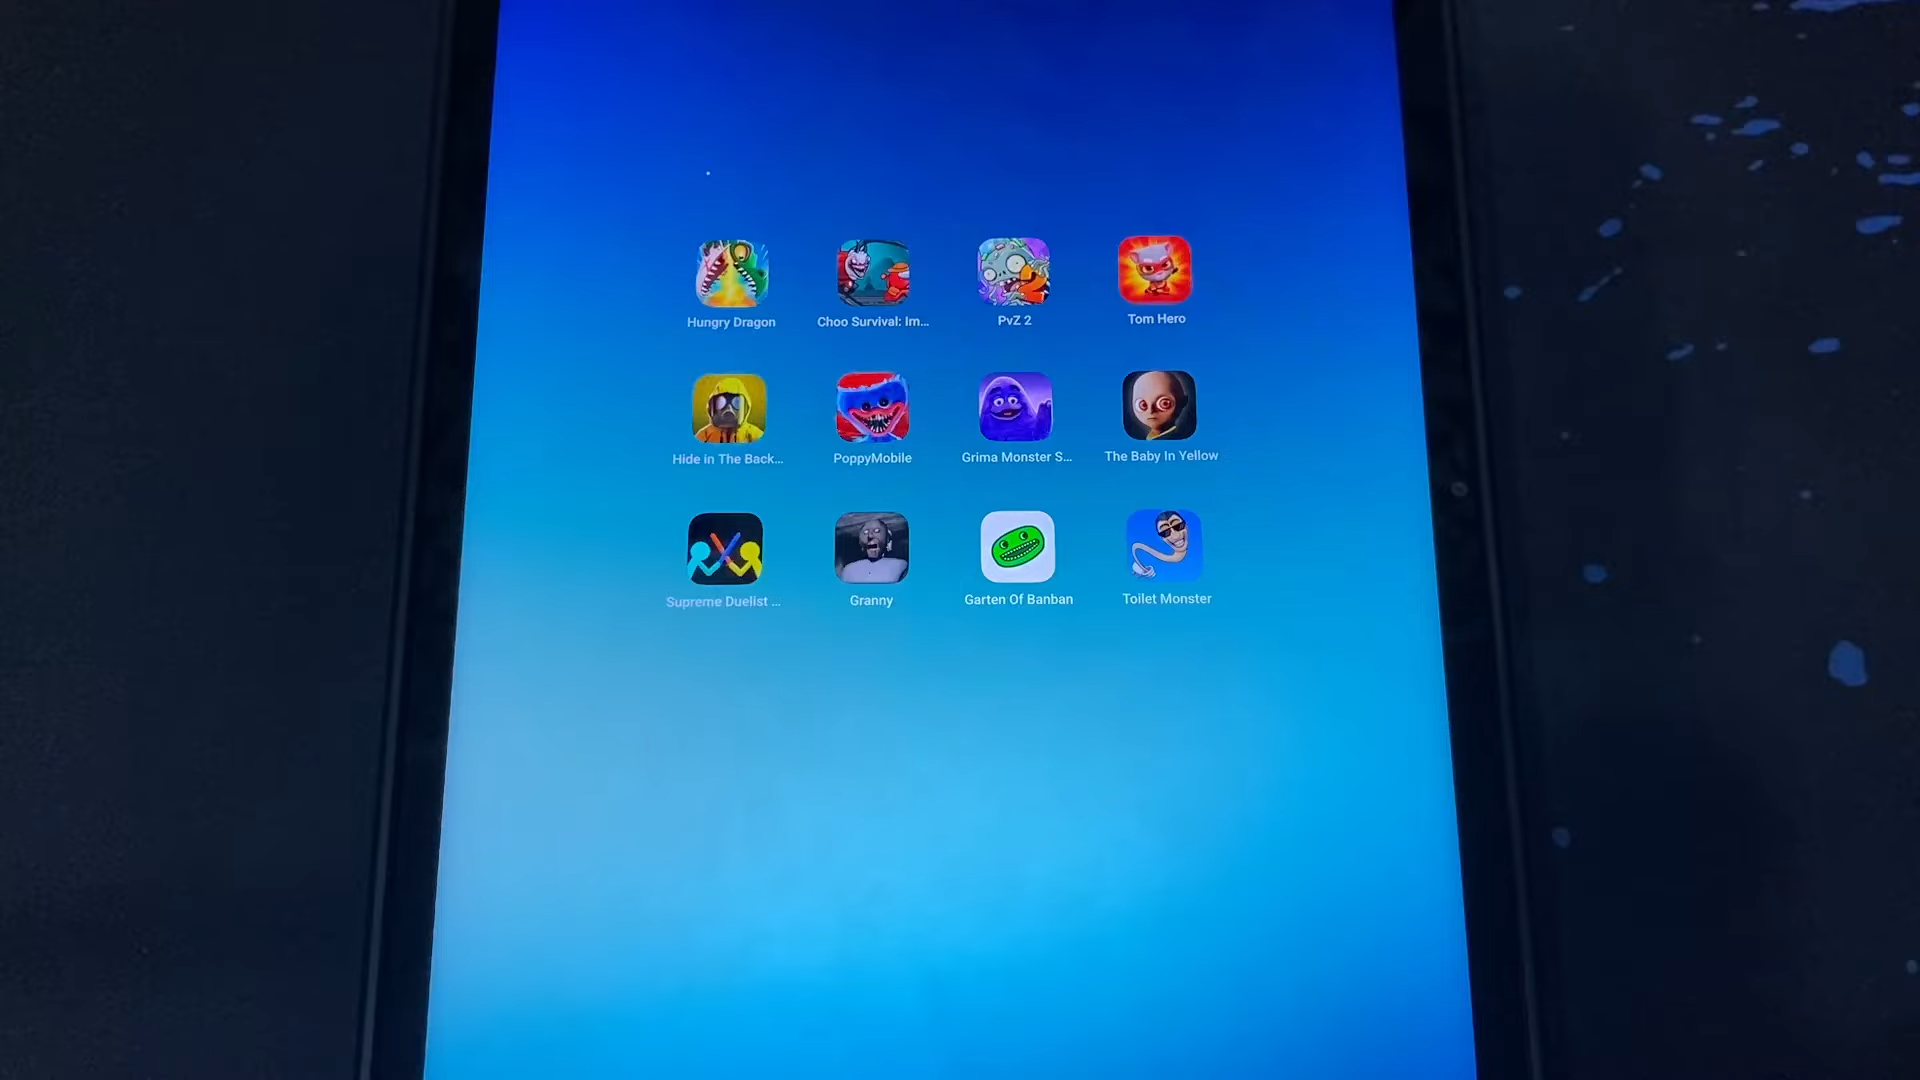 Hungry Dragon
Choo Survival: Im...
PvZ 2
Tom Hero
Hide in The Back...
PoppyMobile
Grima Monster S...
The Baby In Yellow
Supreme Duelist ...
Granny
Garten Of Banban
Toilet Monster